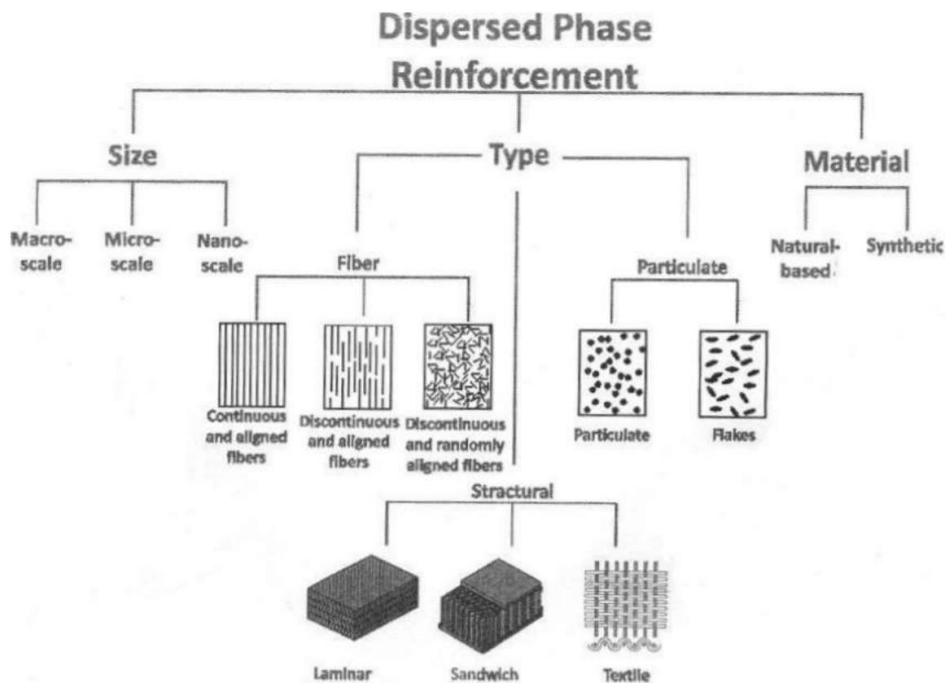 Dispersed Phase
Reinforcement
Size
Type
Material
Macro-
scale
Micro-
scale
Nano-
scale
Natural-
based
Synthetic
Fiber
Particulate
Continuous
and aligned
fibers
Discontinuous
and aligned
fibers
Discontinuous
and randomly
aligned fibers
Particulate
Flakes
Stractural
Laminar
Sandwich
Textile